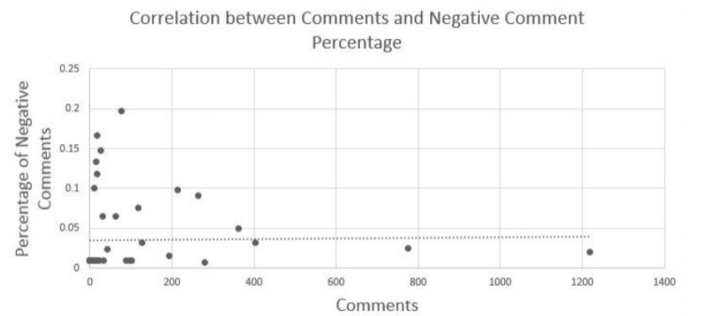 Correlation between Comments and Negative Comment
Percentage
Percentage of Negative
Comments
0.25
0.2
0.15
0.1
0.05
0
0
200
400
600
800
1000
1200
1400
Comments